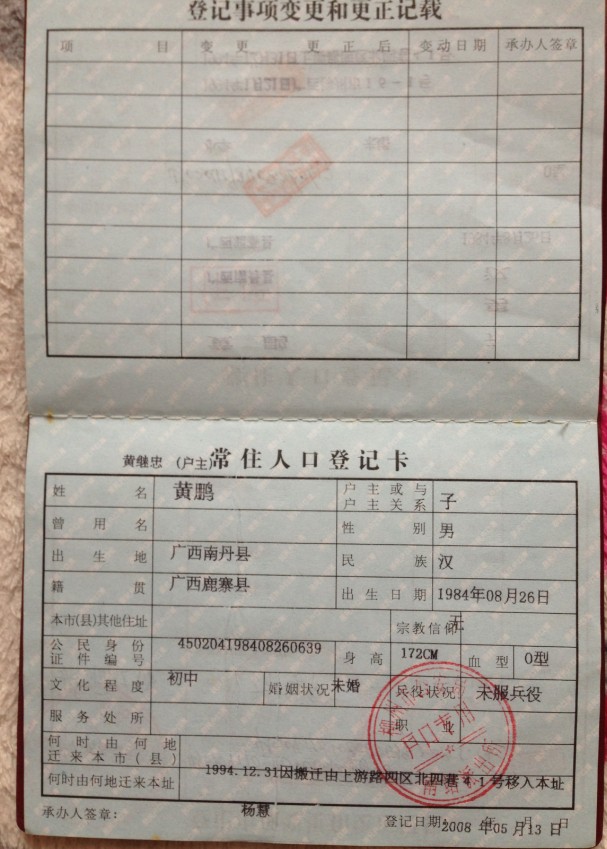 登记事项变更和更正记载
项 目 变 更 更 正 后 变动日期 承办人签章
黄继忠 (户主) 常住人口登记卡
姓 名 黄鹏 户主或与户主关系 子
曾用名 性 别 男
出生地 广西南丹县 民 族 汉
籍 贯 广西鹿寨县 出生日期 1984年08月26日
本市(县)其他住址 宗教信仰 无
公民身份证件编号 450204198408260639 身高 172CM 血型 O型
文化程度 初中 婚姻状况 未婚 兵役状况 未服兵役
服务处所 职业
何时由何地迁来本市(县)
何时由何地迁来本址 1994.12.31因搬迁由上游路四区北四巷41号移入本址
承办人签章: 杨慧 登记日期: 2008年05月13日
户口专用